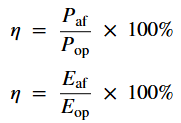 η = P_af / P_op × 100%
η = E_af / E_op × 100%